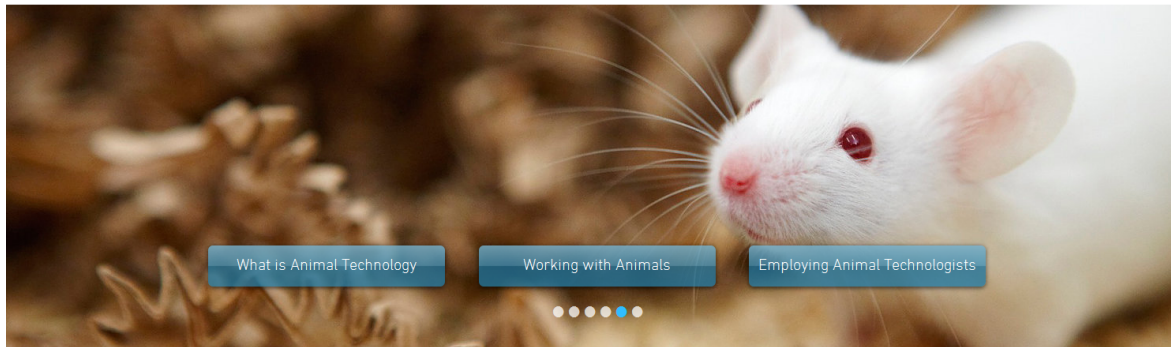 What is Animal Technology
Working with Animals
Employing Animal Technologists